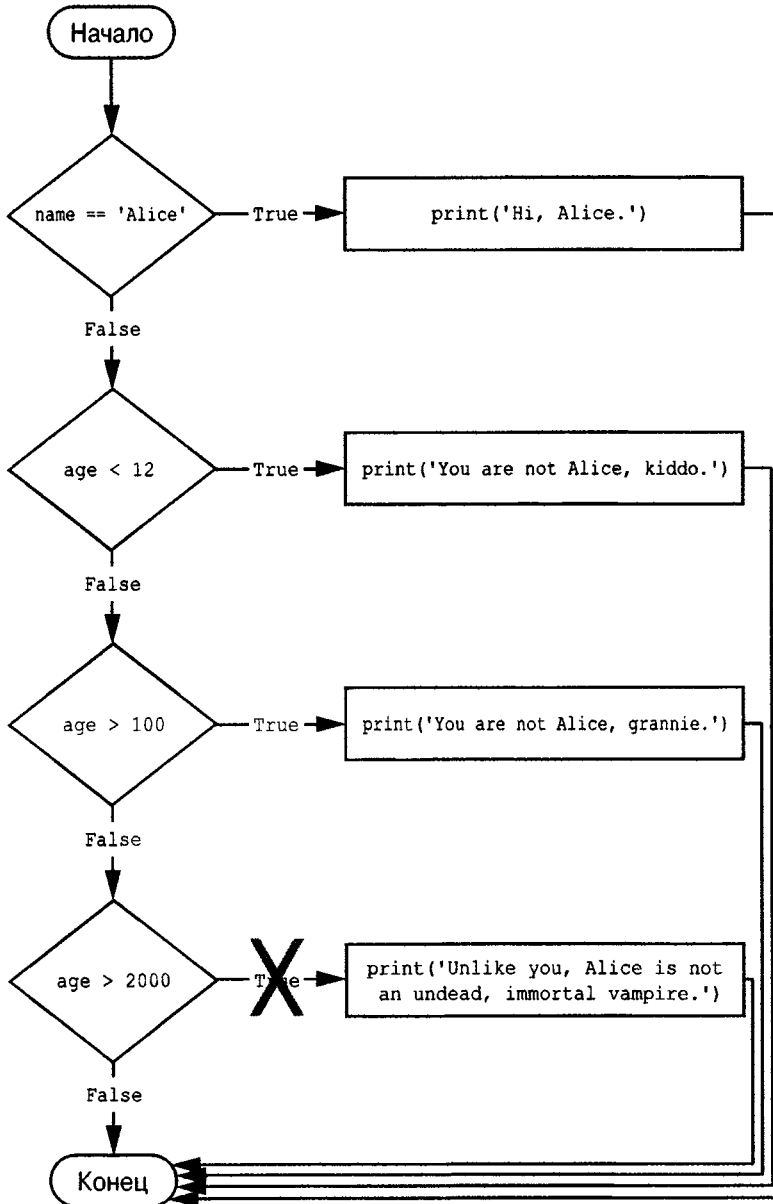 Начало
name == 'Alice'
True
print('Hi, Alice.')
False
age < 12
True
print('You are not Alice, kiddo.')
False
age > 100
True
print('You are not Alice, grannie.')
False
age > 2000
True
print('Unlike you, Alice is not
an undead, immortal vampire.')
False
Конец